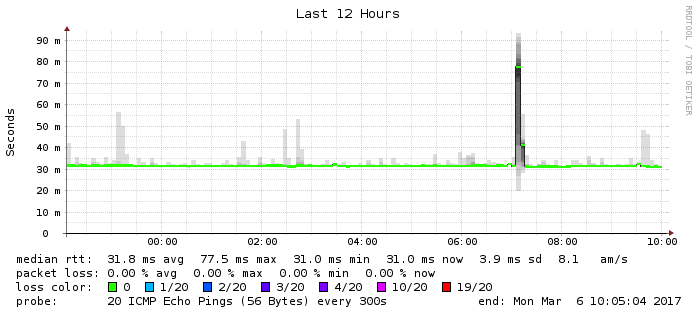 Last 12 Hours
RRDTOOL / TOBI OETIKER
Seconds
90 m
80 m
70 m
60 m
50 m
40 m
30 m
20 m
10 m
0
00:00 02:00 04:00 06:00 08:00 10:00
median rtt: 31.8 ms avg 77.5 ms max 31.0 ms min 31.0 ms now 3.9 ms sd 8.1 am/s
packet loss: 0.00 % avg 0.00 % max 0.00 % min 0.00 % now
loss color: 0 1/20 2/20 3/20 4/20 10/20 19/20
probe: 20 ICMP Echo Pings (56 Bytes) every 300s end: Mon Mar 6 10:05:04 2017